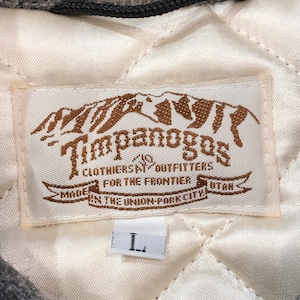 Timpanogos
CLOTHIERS & OUTFITTERS
FOR THE FRONTIER
MADE IN THE UNION-PARK CITY, UTAH
L